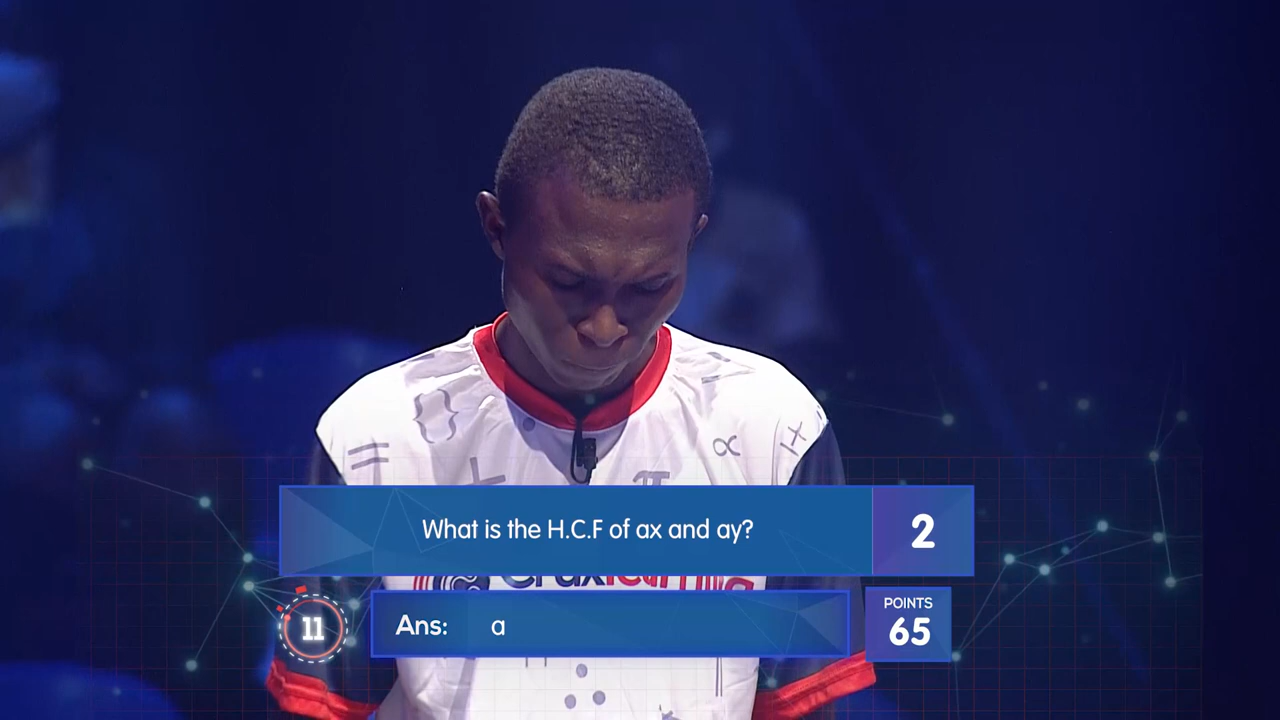 What is the H.C.F of ax and ay?
2
11
Ans: a
POINTS
65